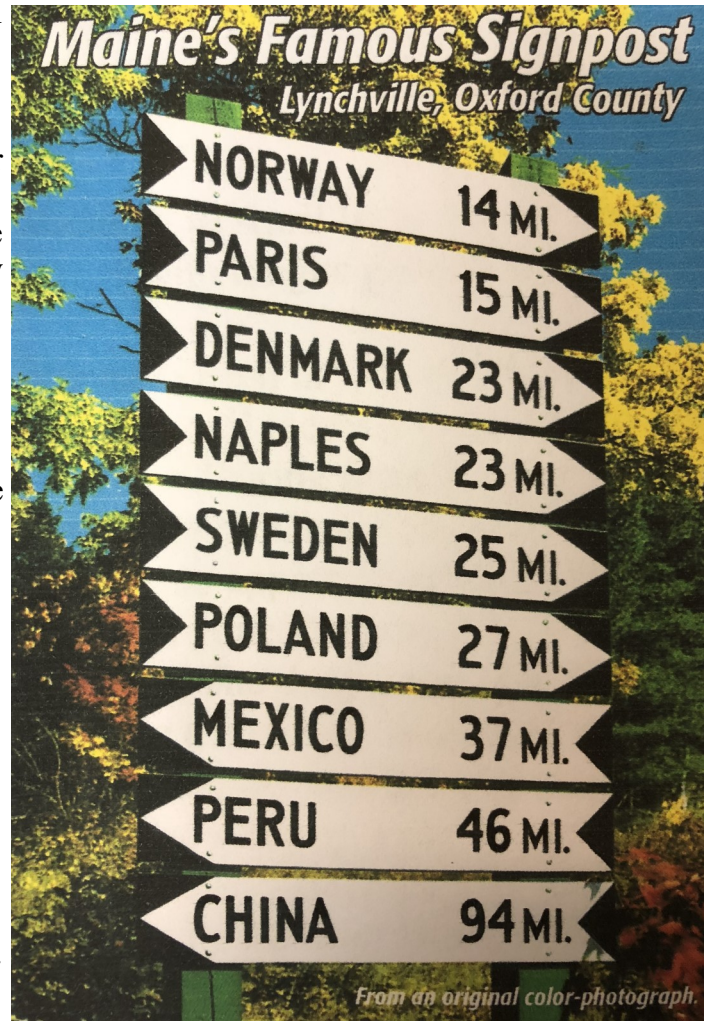 Maine's Famous Signpost
Lynchville, Oxford County
NORWAY 14 MI.
PARIS 15 MI.
DENMARK 23 MI.
NAPLES 23 MI.
SWEDEN 25 MI.
POLAND 27 MI.
MEXICO 37 MI.
PERU 46 MI.
CHINA 94 MI.
From an original color-photograph.